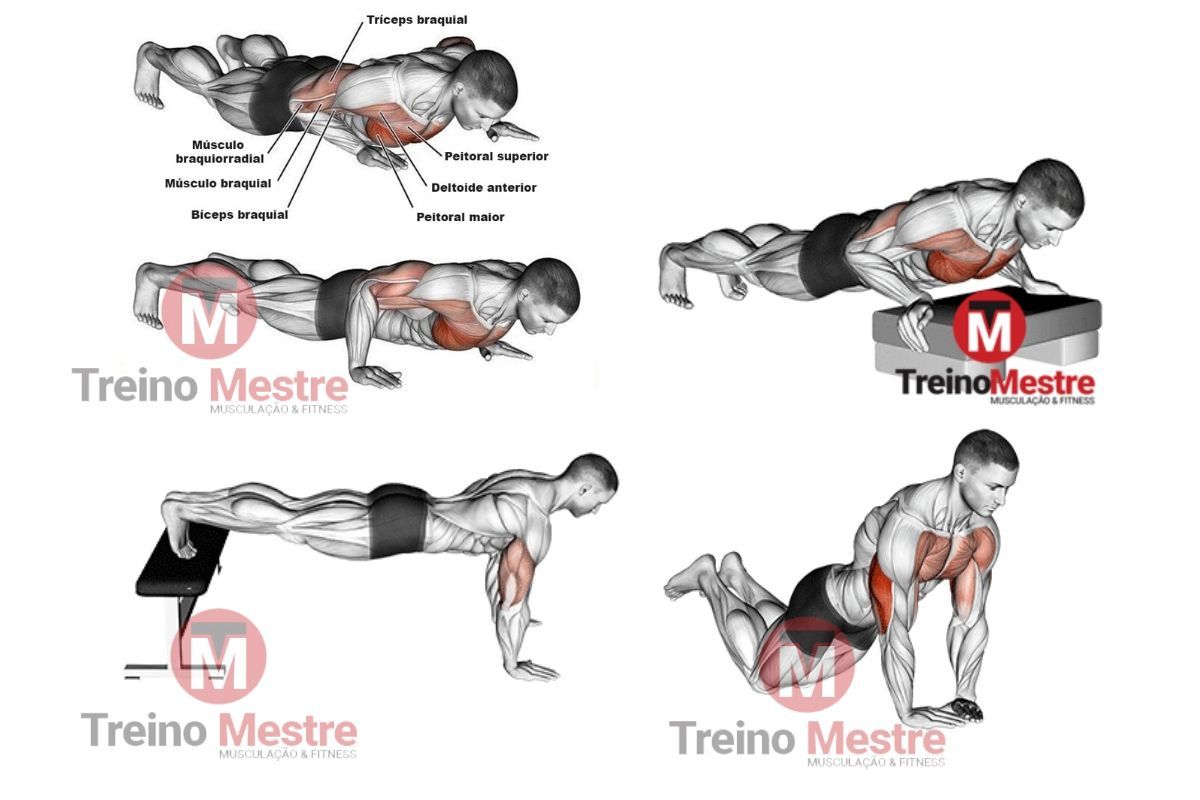 Tríceps braquial
Músculo
braquiorradial
Músculo braquial
Bíceps braquial
Peitoral superior
Deltoide anterior
Peitoral maior
M
Treino Mestre
MUSCULAÇÃO & FITNESS
M
TreinoMestre
MUSCULAÇÃO & FITNESS
M
Treino Mestre
MUSCULAÇÃO & FITNESS
M
Treino Mestre
MUSCULAÇÃO & FITNESS